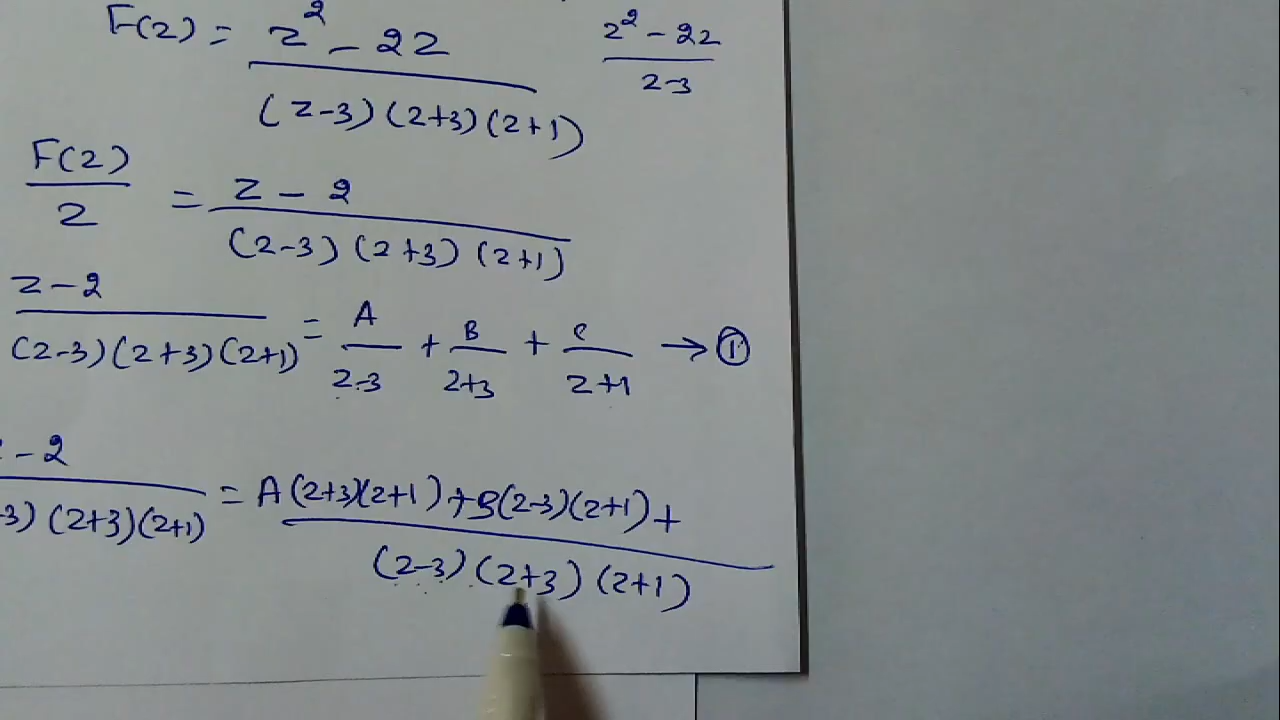 F(z) = z² - 2z / (z-3)(z+3)(z+1)
z² - 2z / z-3
F(z) / z = z - 2 / (z-3)(z+3)(z+1)
z - 2 / (z-3)(z+3)(z+1) = A / z-3 + B / z+3 + C / z+1 → ①
z - 2 / -3)(z+3)(z+1) = A(z+3)(z+1) + B(z-3)(z+1) + / (z-3)(z+3)(z+1)